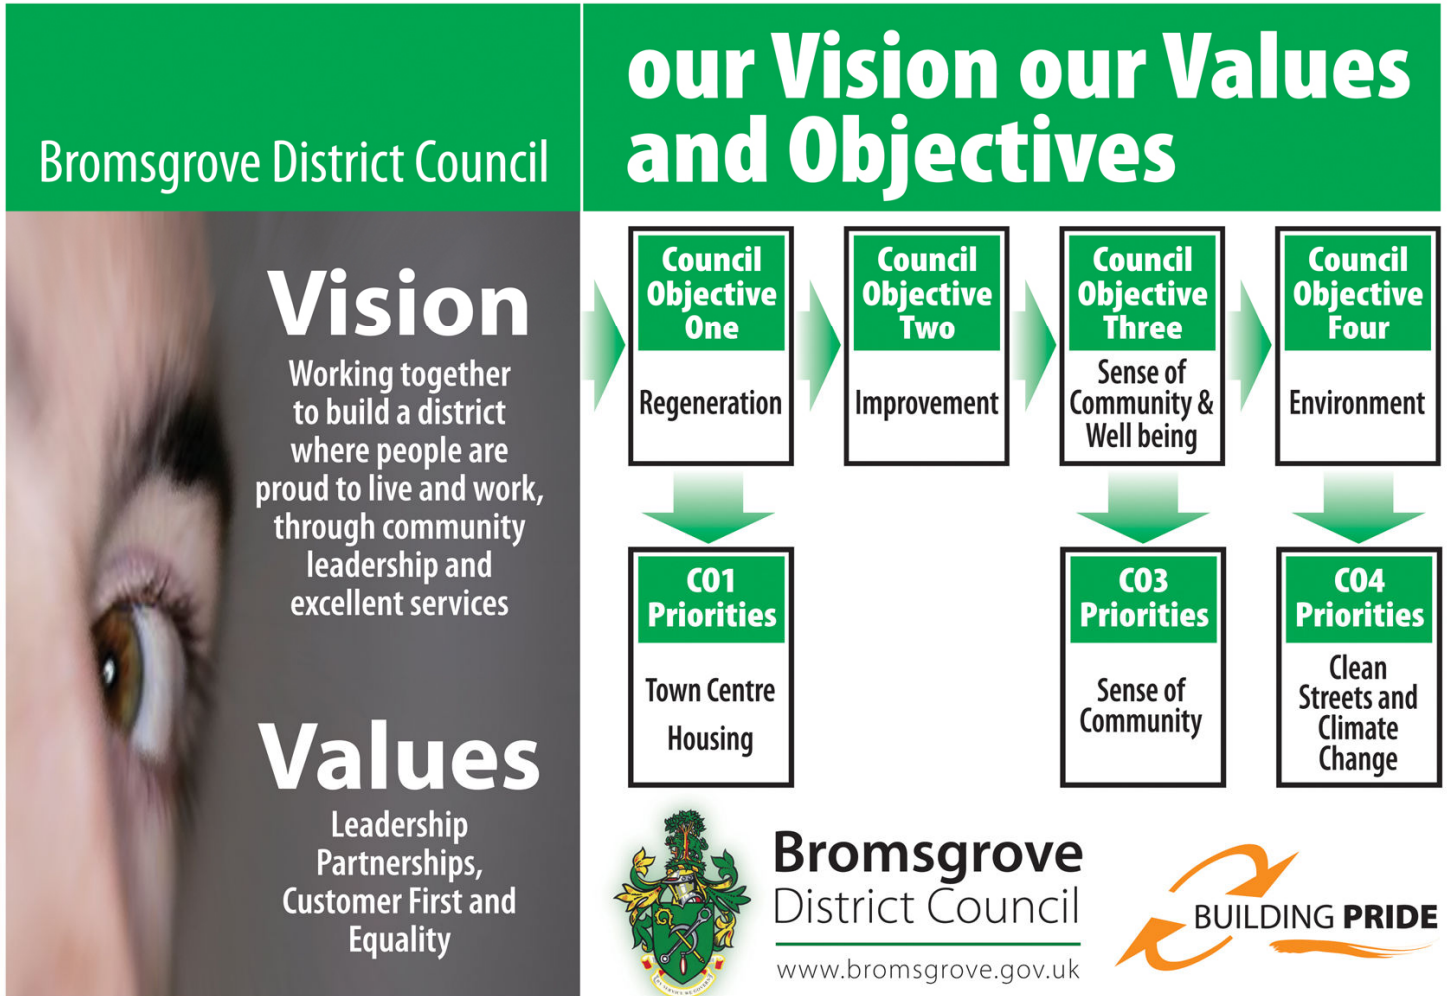 Bromsgrove District Council
our Vision our Values
and Objectives
Vision
Working together
to build a district
where people are
proud to live and work,
through community
leadership and
excellent services
Values
Leadership
Partnerships,
Customer First and
Equality
Council
Objective
One
Regeneration
Council
Objective
Two
Improvement
Council
Objective
Three
Sense of
Community &
Well being
Council
Objective
Four
Environment
CO1
Priorities
Town Centre
Housing
CO3
Priorities
Sense of
Community
CO4
Priorities
Clean
Streets and
Climate
Change
Bromsgrove
District Council
www.bromsgrove.gov.uk
BUILDING PRIDE